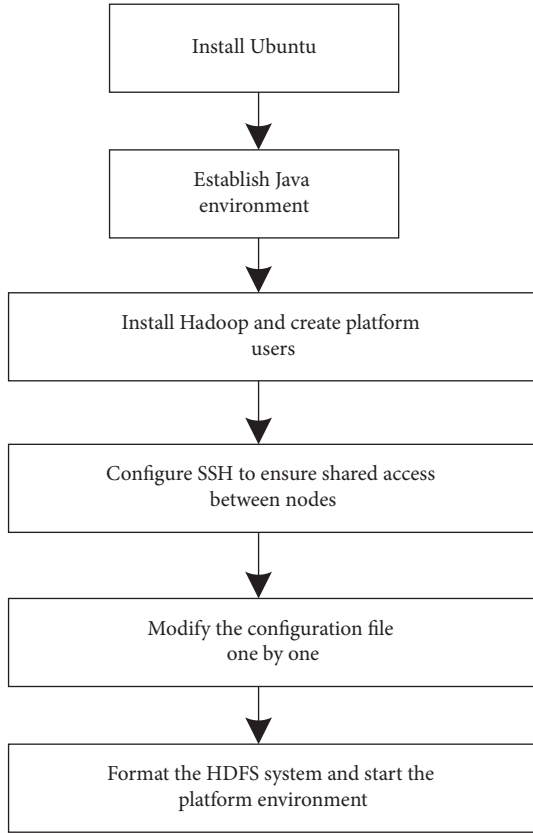 Install Ubuntu
Establish Java
environment
Install Hadoop and create platform
users
Configure SSH to ensure shared access
between nodes
Modify the configuration file
one by one
Format the HDFS system and start the
platform environment